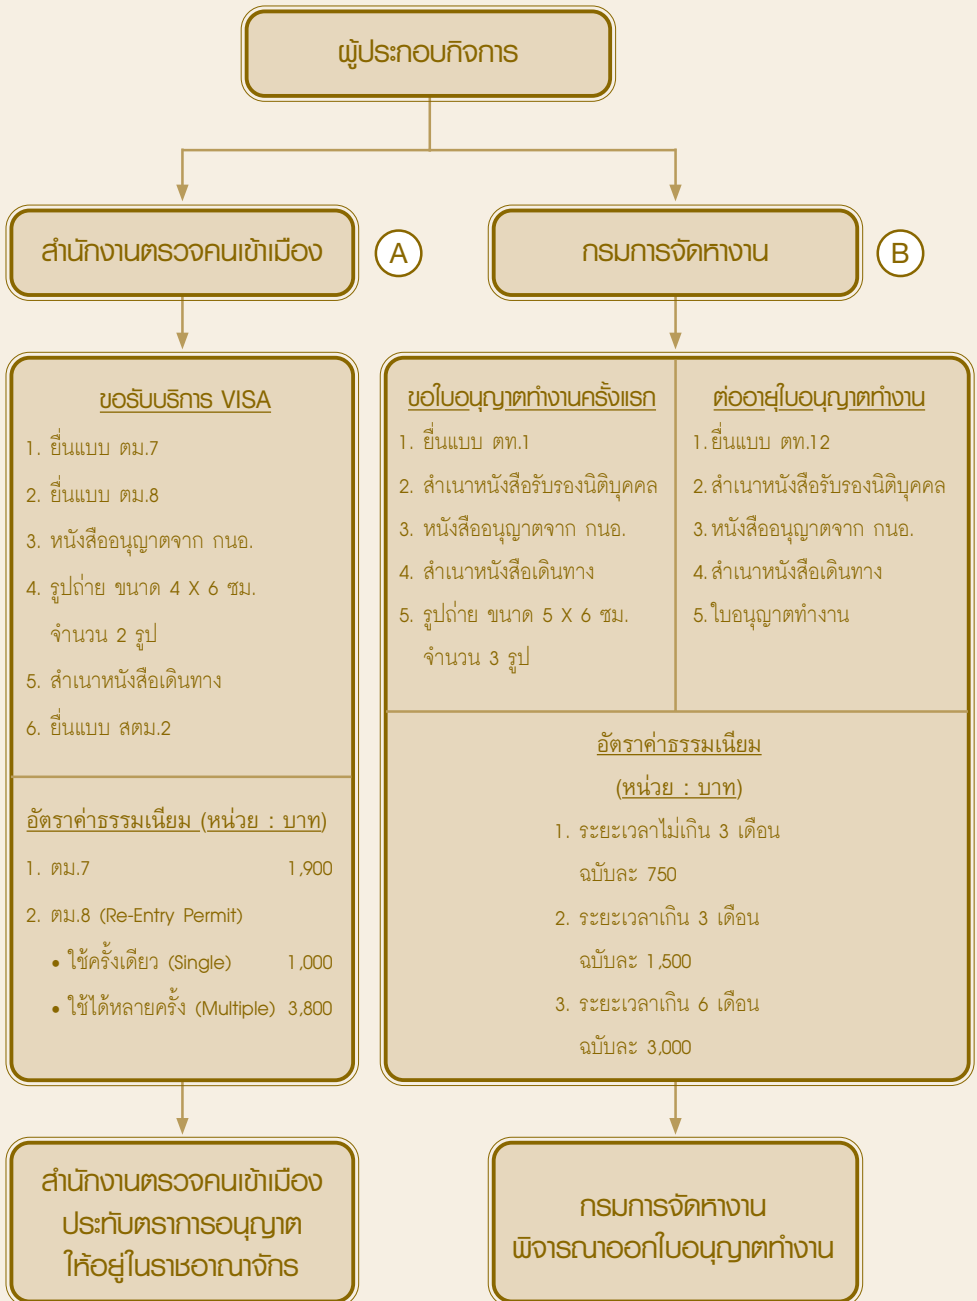 ผู้ประกอบกิจการ
สำนักงานตรวจคนเข้าเมือง
A
ขอรับบริการ VISA
1. ยื่นแบบ ตม.7
2. ยื่นแบบ ตม.8
3. หนังสืออนุญาตจาก กนอ.
4. รูปถ่าย ขนาด 4 X 6 ซม.
จำนวน 2 รูป
5. สำเนาหนังสือเดินทาง
6. ยื่นแบบ สตม.2
อัตราค่าธรรมเนียม (หน่วย : บาท)
1. ตม.7 1,900
2. ตม.8 (Re-Entry Permit)
• ใช้ครั้งเดียว (Single) 1,000
• ใช้ได้หลายครั้ง (Multiple) 3,800
สำนักงานตรวจคนเข้าเมือง
ประทับตราการอนุญาต
ให้อยู่ในราชอาณาจักร
กรมการจัดหางาน
B
ขอใบอนุญาตทำงานครั้งแรก
1. ยื่นแบบ ตท.1
2. สำเนาหนังสือรับรองนิติบุคคล
3. หนังสืออนุญาตจาก กนอ.
4. สำเนาหนังสือเดินทาง
5. รูปถ่าย ขนาด 5 X 6 ซม.
จำนวน 3 รูป
ต่ออายุใบอนุญาตทำงาน
1. ยื่นแบบ ตท.12
2. สำเนาหนังสือรับรองนิติบุคคล
3. หนังสืออนุญาตจาก กนอ.
4. สำเนาหนังสือเดินทาง
5. ใบอนุญาตทำงาน
อัตราค่าธรรมเนียม
(หน่วย : บาท)
1. ระยะเวลาไม่เกิน 3 เดือน
ฉบับละ 750
2. ระยะเวลาเกิน 3 เดือน
ฉบับละ 1,500
3. ระยะเวลาเกิน 6 เดือน
ฉบับละ 3,000
กรมการจัดหางาน
พิจารณาออกใบอนุญาตทำงาน